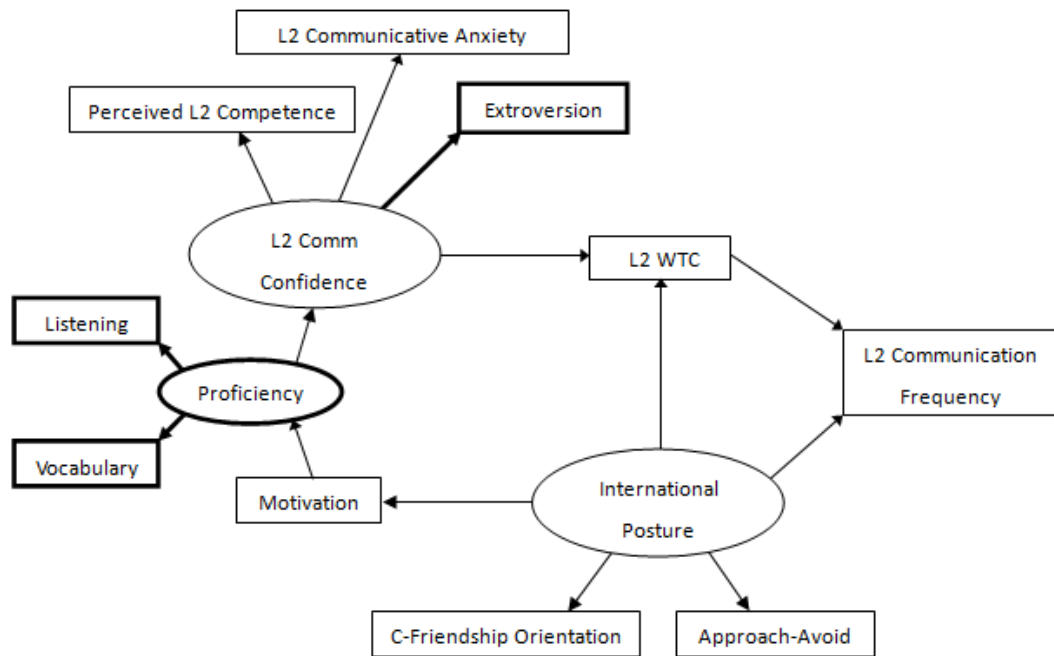 L2 Communicative Anxiety
Perceived L2 Competence
Extroversion
L2 Comm
Confidence
L2 WTC
Listening
L2 Communication
Frequency
Proficiency
Vocabulary
Motivation
International
Posture
C-Friendship Orientation
Approach-Avoid